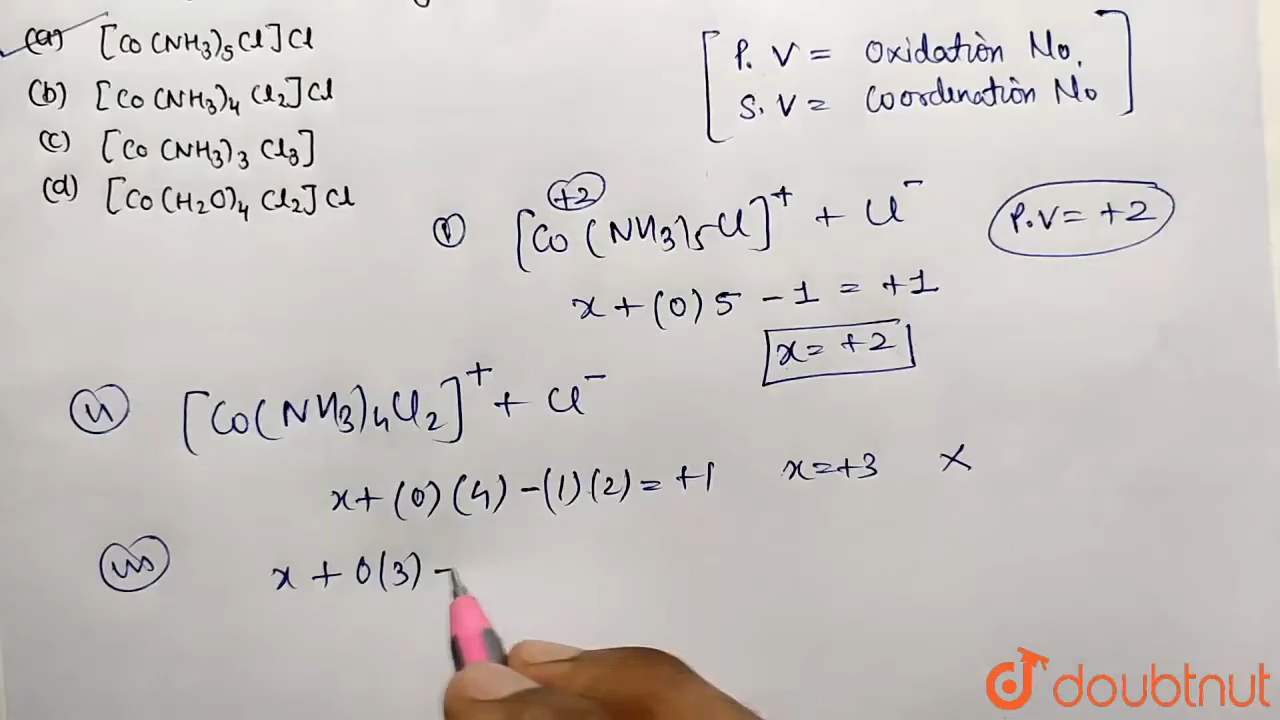 (a) [Co(NH3)5Cl]Cl
(b) [Co(NH3)4Cl2]Cl
(c) [Co(NH3)3Cl3]
(d) [Co(H2O)4Cl2]Cl
P. V = Oxidation No.
S. V = Coordenation No
(i) [Co(NH3)5Cl]⁺ + Cl⁻
+2
P.V = +2
x + (0)5 - 1 = +1
x = +2
(ii) [Co(NH3)4Cl2]⁺ + Cl⁻
x + (0)(4) - (1)(2) = +1 x = +3 ×
(iii) x + 0(3) -
doubtnut